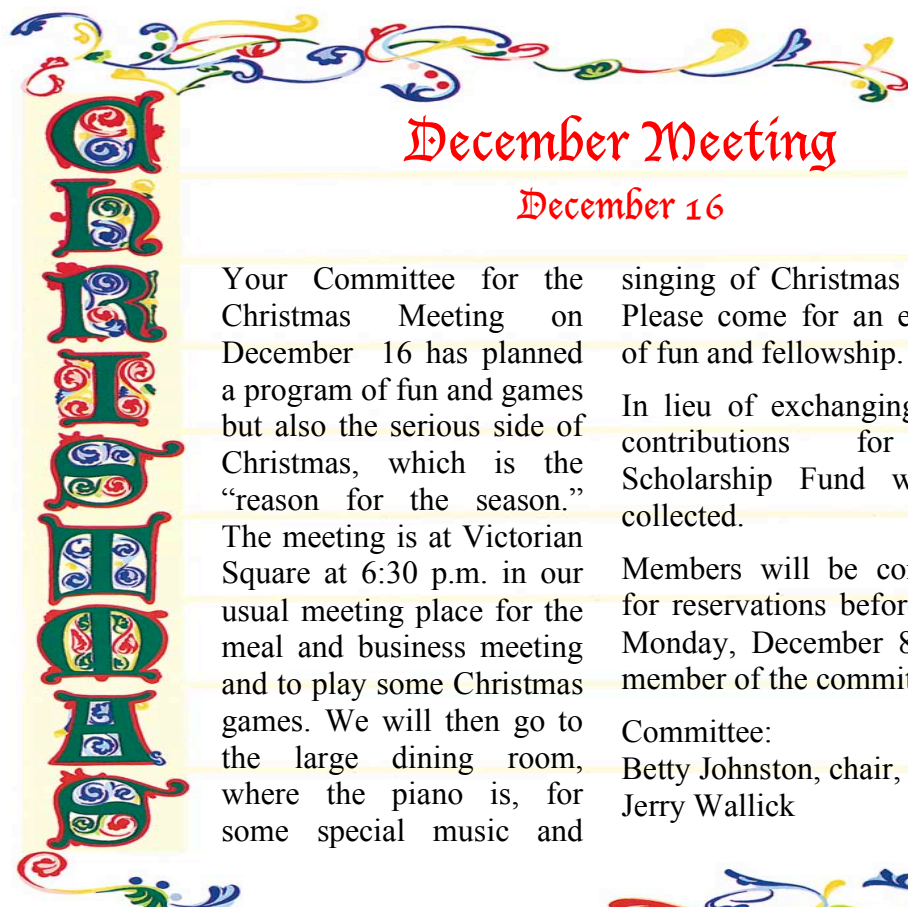 CHRISTMAS
December Meeting
December 16
Your Committee for the
Christmas Meeting on
December 16 has planned
a program of fun and games
but also the serious side of
Christmas, which is the
“reason for the season.”
The meeting is at Victorian
Square at 6:30 p.m. in our
usual meeting place for the
meal and business meeting
and to play some Christmas
games. We will then go to
the large dining room,
where the piano is, for
some special music and
singing of Christmas
Please come for an
of fun and fellowship.
In lieu of exchanging
contributions for
Scholarship Fund
collected.
Members will be
for reservations
Monday, December 8
member of the
Committee:
Betty Johnston, chair,
Jerry Wallick